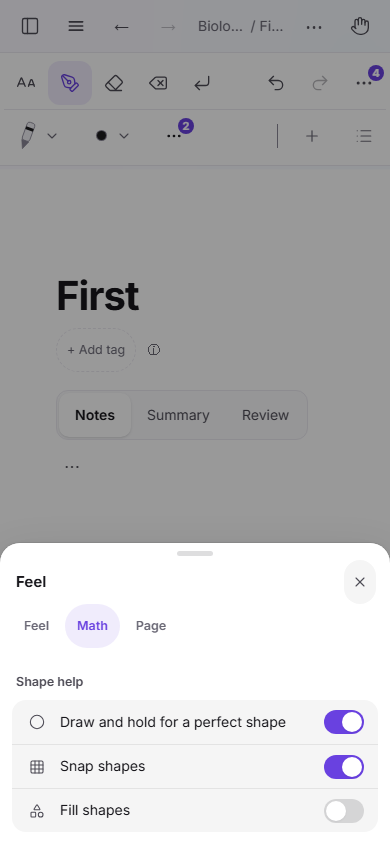 Biolo... / Fi...
AA
4
2
First
+ Add tag
Notes Summary Review
...
Feel
Feel Math Page
Shape help
Draw and hold for a perfect shape
Snap shapes
Fill shapes